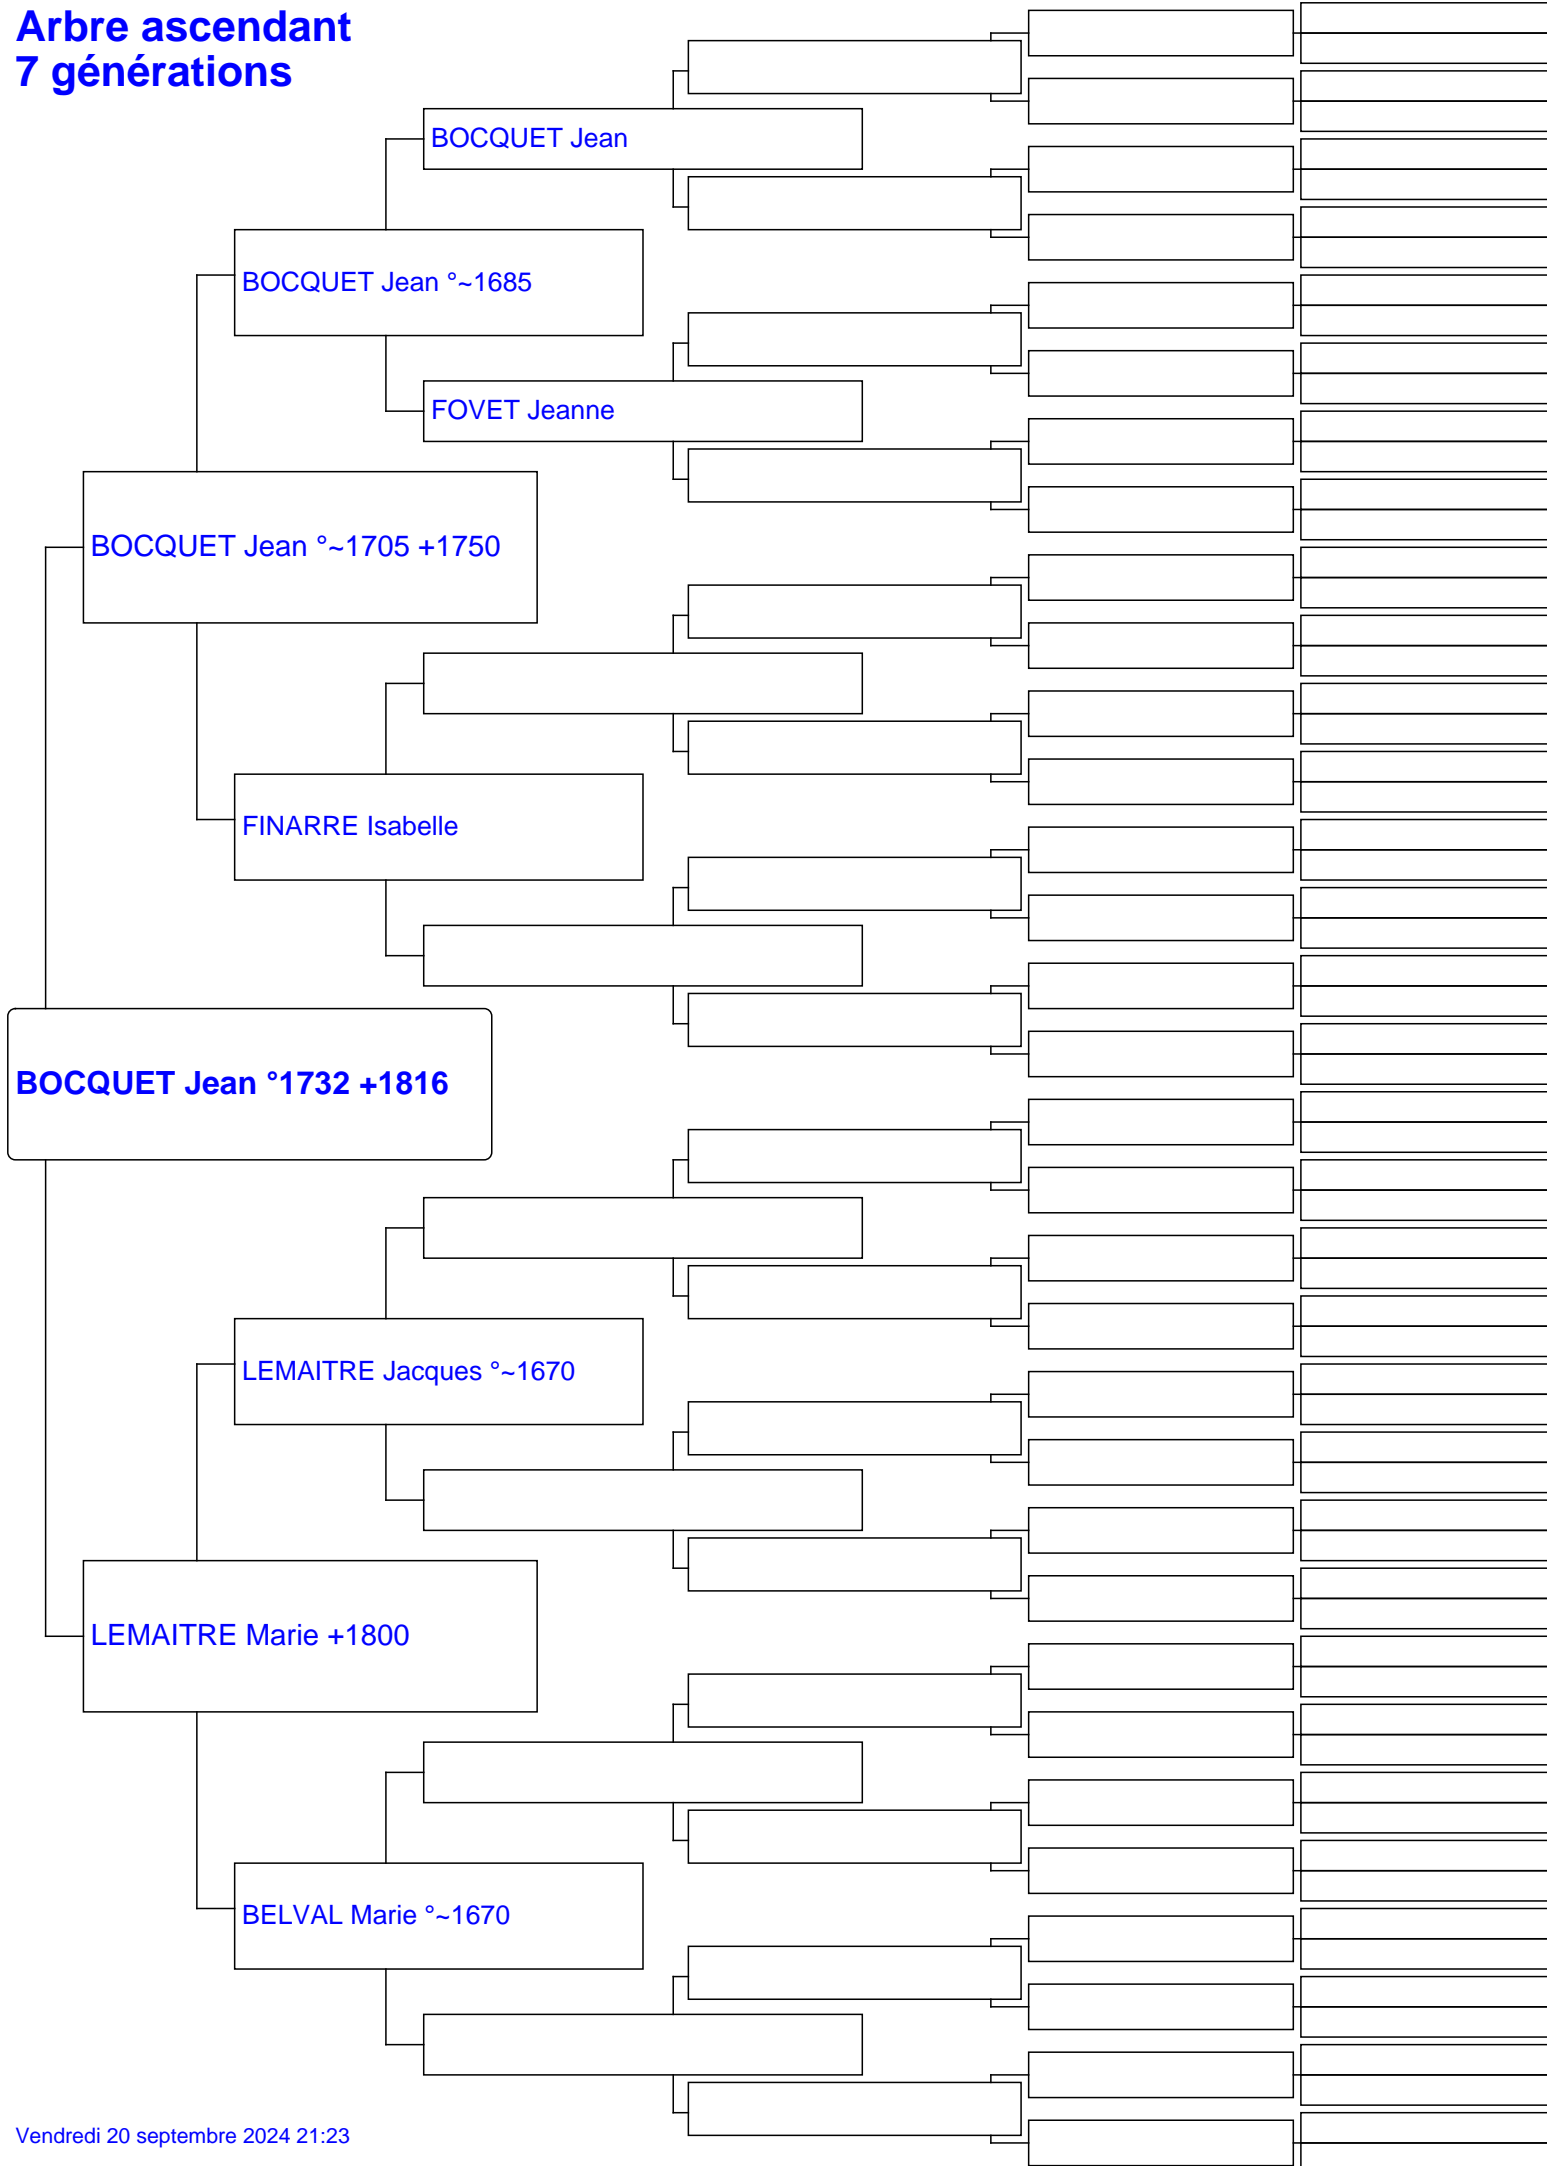 Arbre ascendant
7 générations
BOCQUET Jean
BOCQUET Jean °~1685
FOVET Jeanne
BOCQUET Jean °~1705 +1750
FINARRE Isabelle
BOCQUET Jean °1732 +1816
LEMAITRE Jacques °~1670
LEMAITRE Marie +1800
BELVAL Marie °~1670
Vendredi 20 septembre 2024 21:23